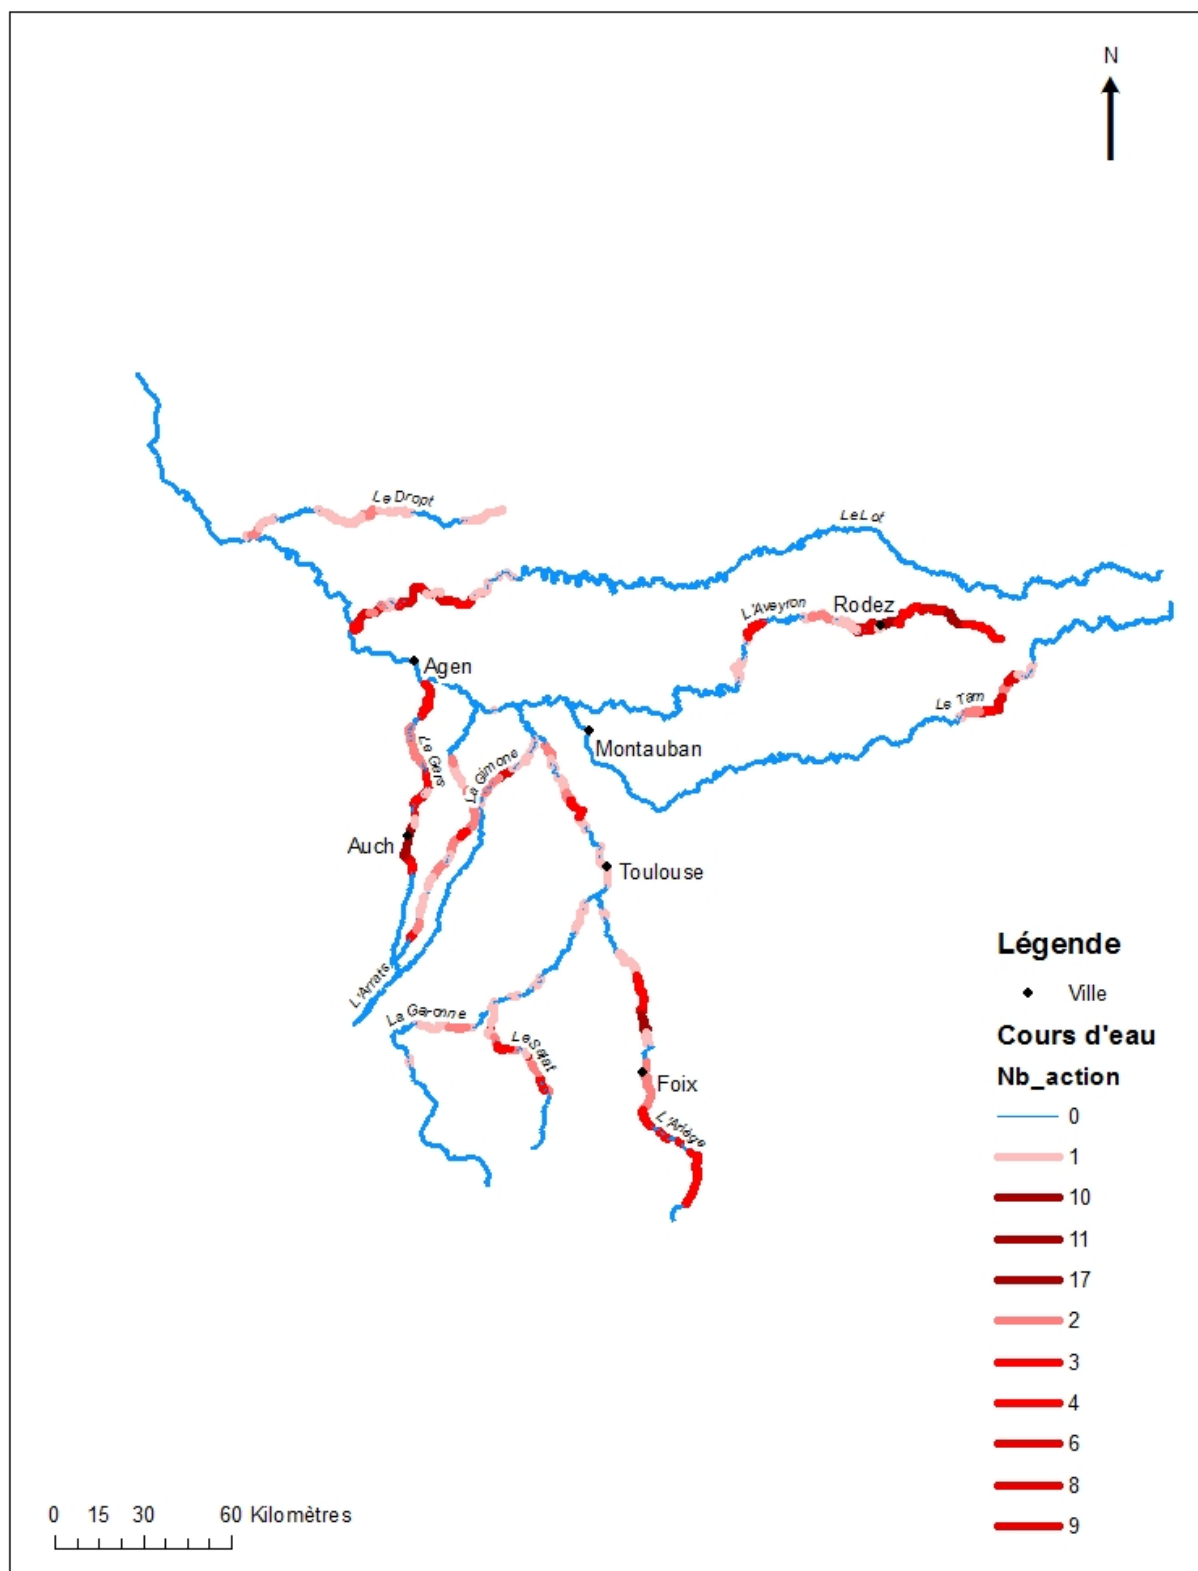 N
Le Dropt
Le Lot
L'Aveyron
Rodez
Agen
Le Tarn
Le Gers
La Gimone
Montauban
Auch
Toulouse
L'Arrats
La Garonne
Le Salat
Foix
L'Ariège
Légende
Ville
Cours d'eau
Nb_action
0
1
10
11
17
2
3
4
6
8
9
0 15 30 60 Kilomètres